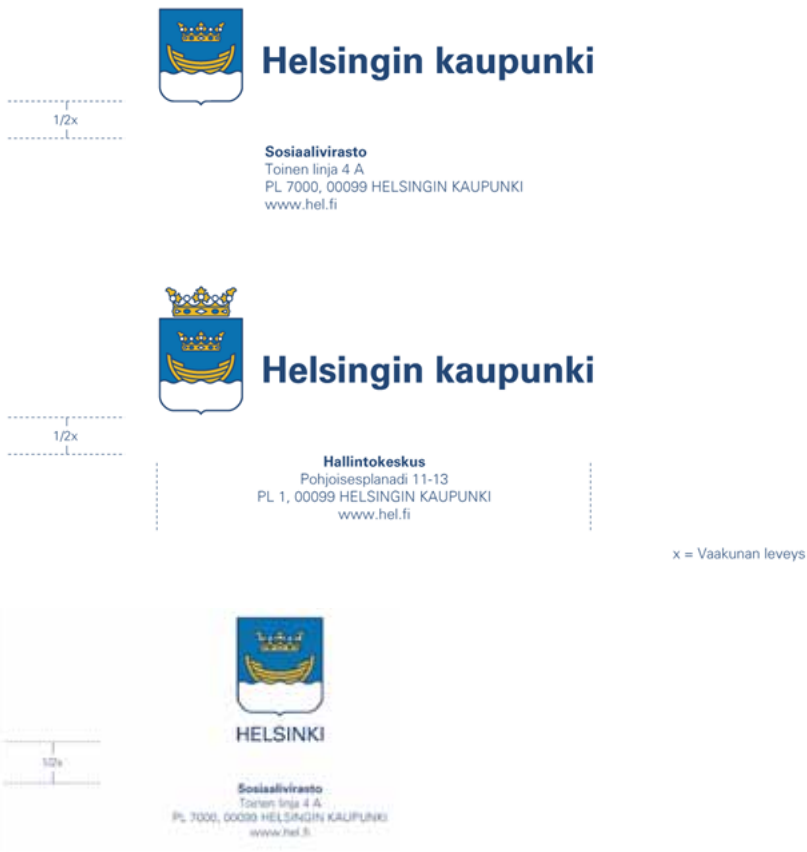 Helsingin kaupunki
1/2x
Sosiaalivirasto
Toinen linja 4 A
PL 7000, 00099 HELSINGIN KAUPUNKI
www.hel.fi
Helsingin kaupunki
1/2x
Hallintokeskus
Pohjoisesplanadi 11-13
PL 1, 00099 HELSINGIN KAUPUNKI
www.hel.fi
x = Vaakunan leveys
HELSINKI
1/2x
Sosiaalivirasto
Toinen linja 4 A
PL 7000, 00099 HELSINGIN KAUPUNKI
www.hel.fi